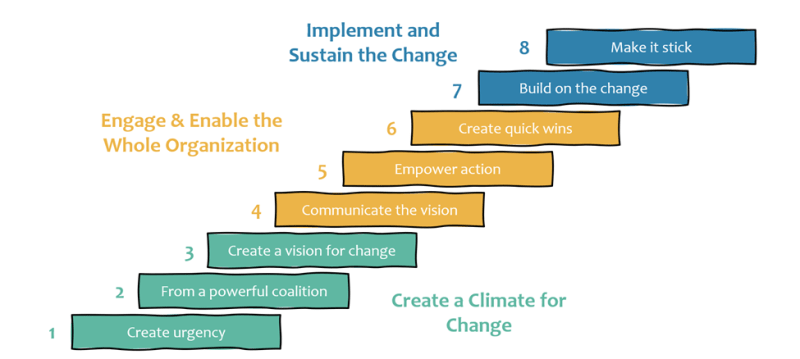 Implement and
Sustain the Change
8
Make it stick
7
Build on the change
Engage & Enable the
Whole Organization
6
Create quick wins
5
Empower action
4
Communicate the vision
3
Create a vision for change
2
From a powerful coalition
Create a Climate for
Change
1
Create urgency